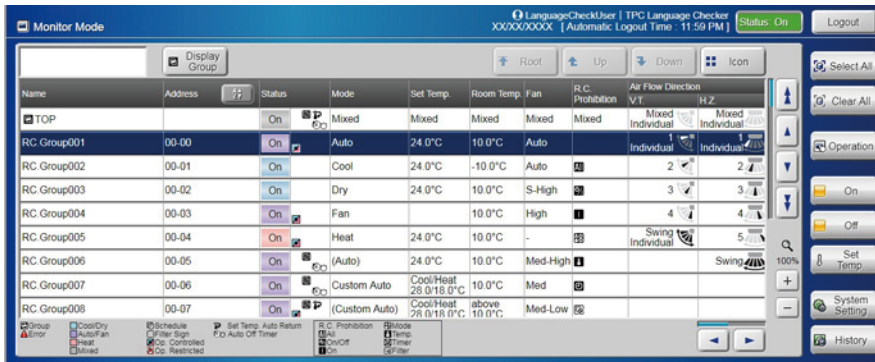 Monitor Mode
LanguageCheckUser | TPC Language Checker
XX/XX/XXXX [ Automatic Logout Time : 11:59 PM ]
Status: On
Logout
Display Group
Root
Up
Down
Icon
Select All
Clear All
Operation
On
Off
Set Temp
System Setting
History
Name Address Status Mode Set Temp. Room Temp. Fan R.C. Prohibition Air Flow Direction V.T. H.Z.
TOP On Mixed Mixed Mixed Mixed Mixed Mixed Individual Mixed Individual
RC.Group001 00-00 On Auto 24.0°C 10.0°C Auto 1 Individual 1 Individual
RC.Group002 00-01 On Cool 24.0°C -10.0°C Auto 2 2
RC.Group003 00-02 On Dry 24.0°C 10.0°C S-High 3 3
RC.Group004 00-03 On Fan 10.0°C High 4 4
RC.Group005 00-04 On Heat 24.0°C 10.0°C - Swing Individual 5
RC.Group006 00-05 On (Auto) 24.0°C 10.0°C Med-High Swing
RC.Group007 00-06 On Custom Auto Cool/Heat 28.0/18.0°C 10.0°C Med
RC.Group008 00-07 On (Custom Auto) Cool/Heat 28.0/18.0°C above 10.0°C Med-Low
100%
+
−
Group Cool/Dry Schedule Set Temp. Auto Return R.C. Prohibition Mode
Error Auto/Fan Filter Sign Auto Off Timer All Temp.
Heat Op. Controlled On/Off Timer
Mixed Op. Restricted On Filter